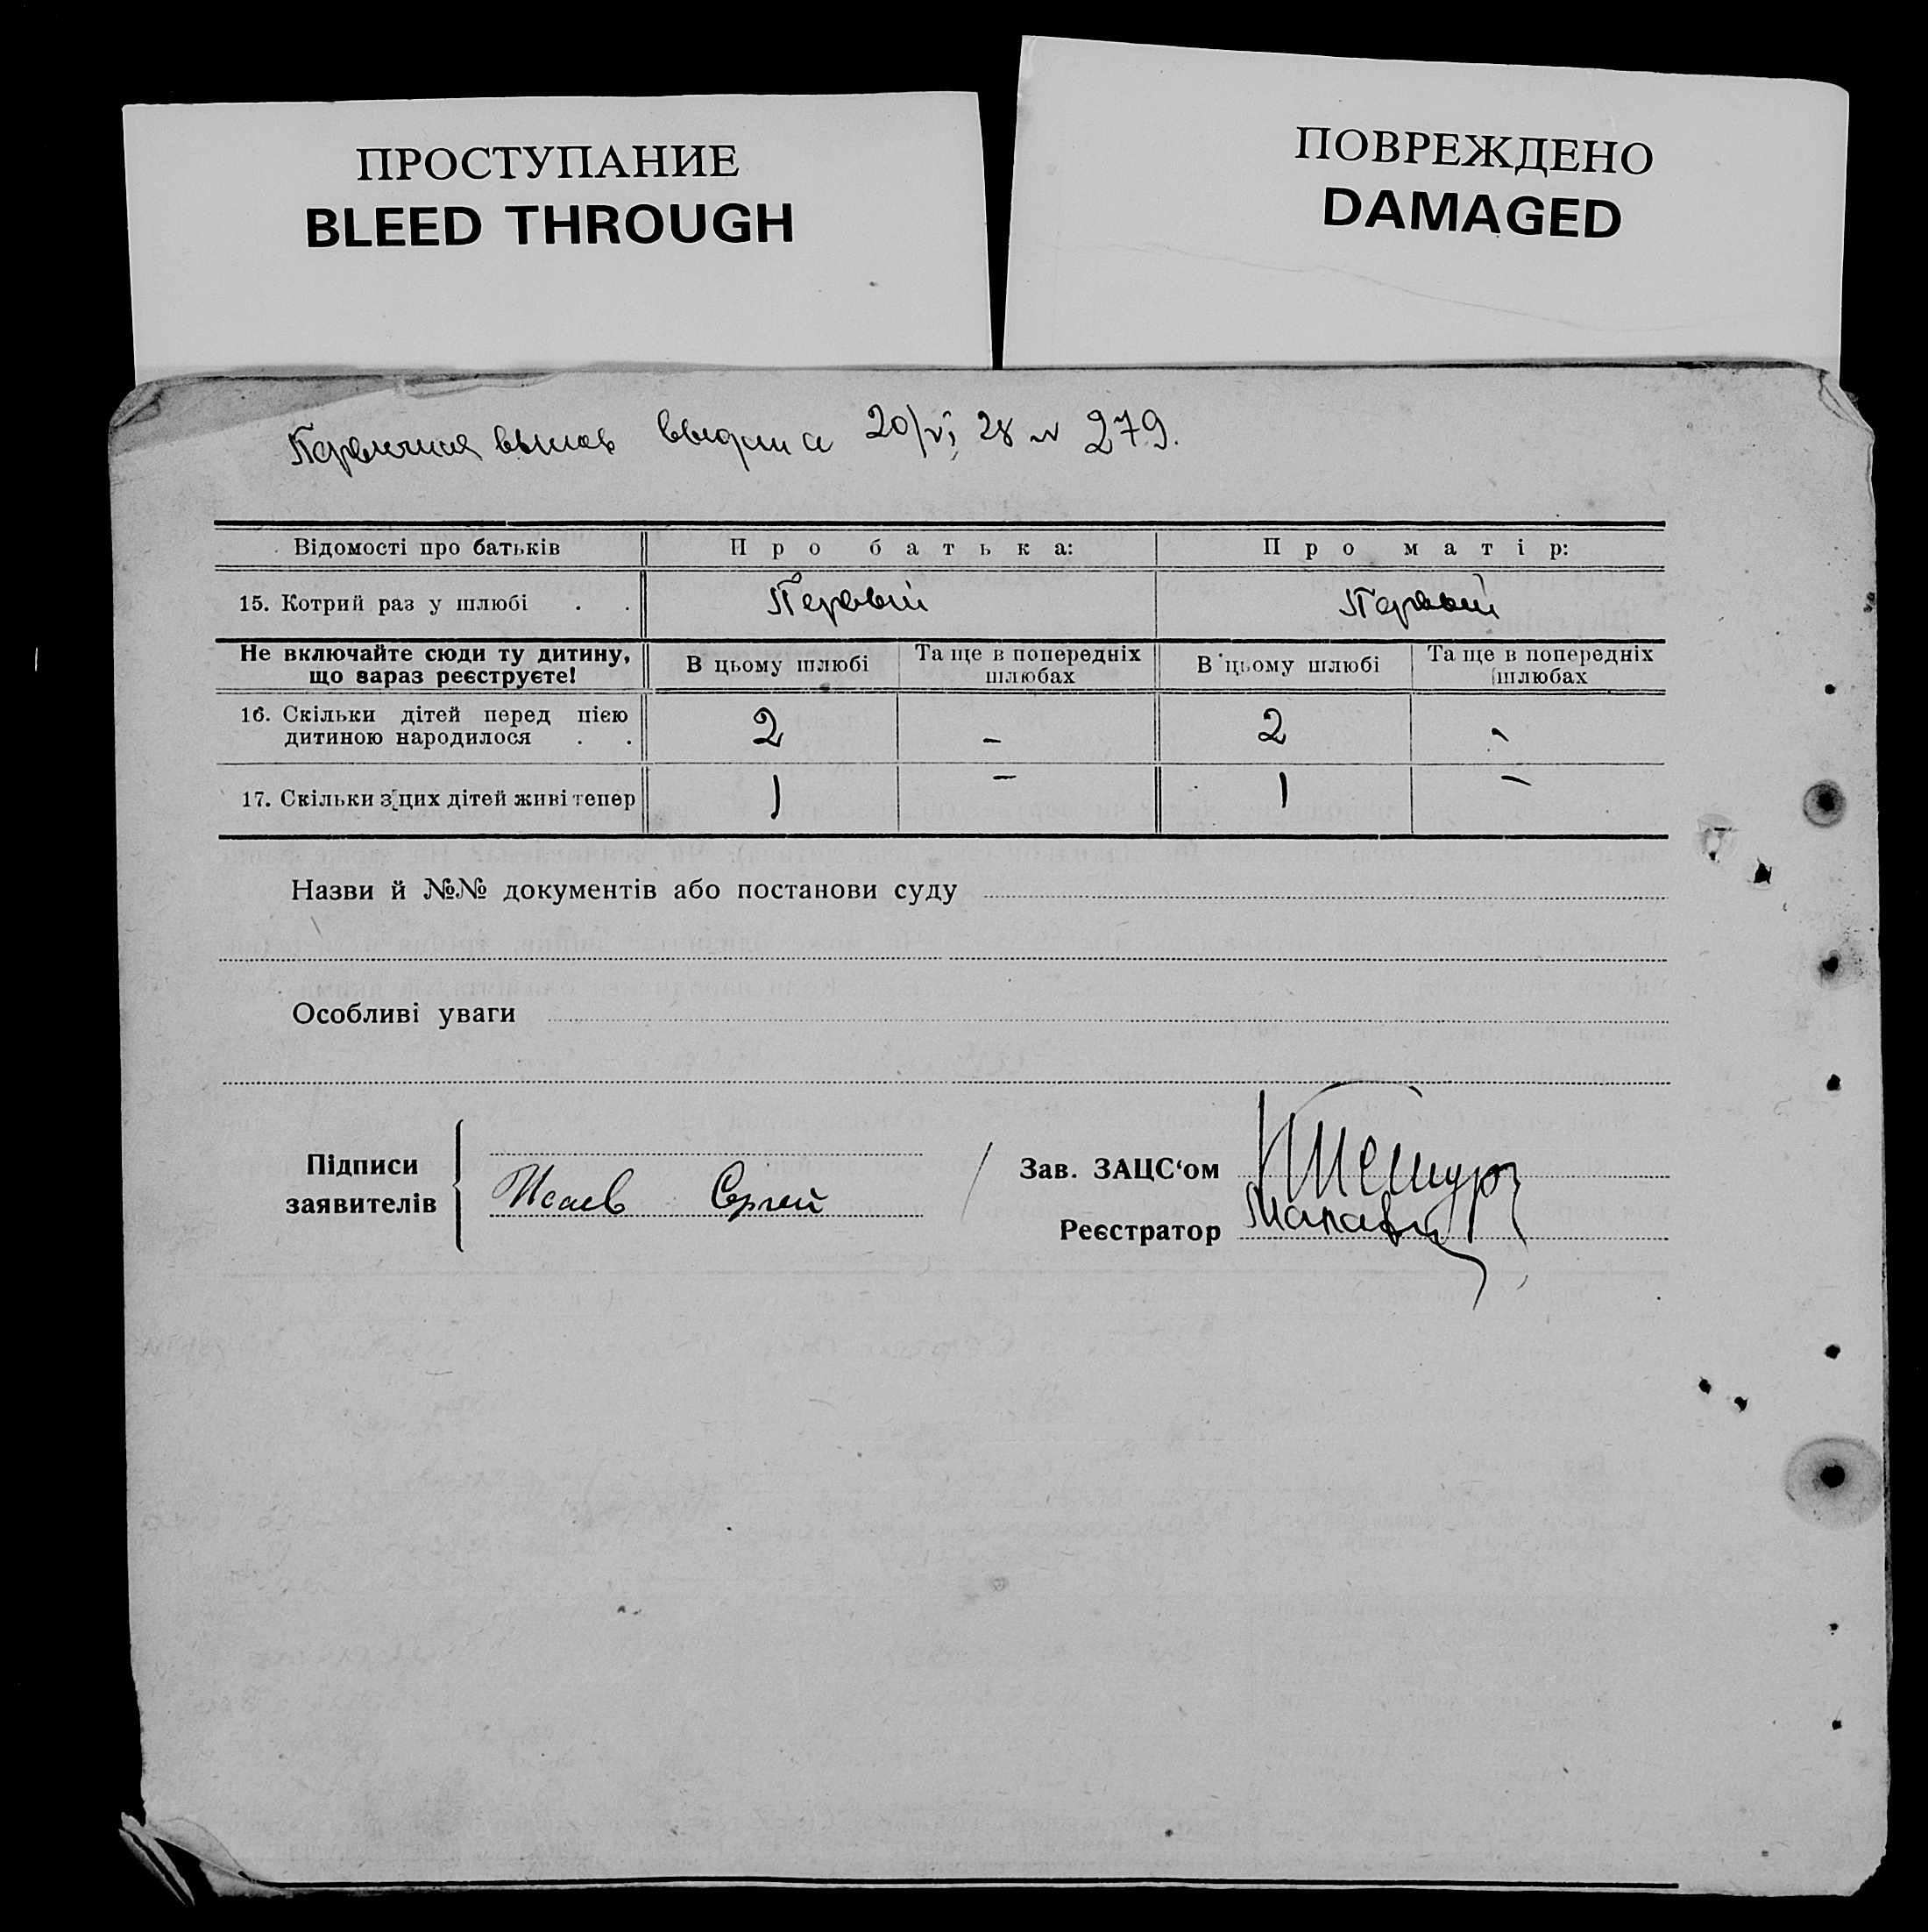 ПРОСТУПАНИЕ
BLEED THROUGH
ПОВРЕЖДЕНО
DAMAGED
20/VI 28 № 279.
Відомості про батьків Про батька: Про матір:
15. Котрий раз у шлюбі . . Первый Первый
Не включайте сюди ту дитину, що вараз реєструєте! В цьому шлюбі Та ще в попередніх шлюбах В цьому шлюбі Та ще в попередніх шлюбах
16. Скільки дітей перед цією дитиною народилося . . 2 – 2 -
17. Скільки з цих дітей живі тепер 1 – 1 –
Назви й №№ документів або постанови суду
Особливі уваги
Підписи заявителів
Исаев Сергей
Зав. ЗАЦС‘ом
Реєстратор